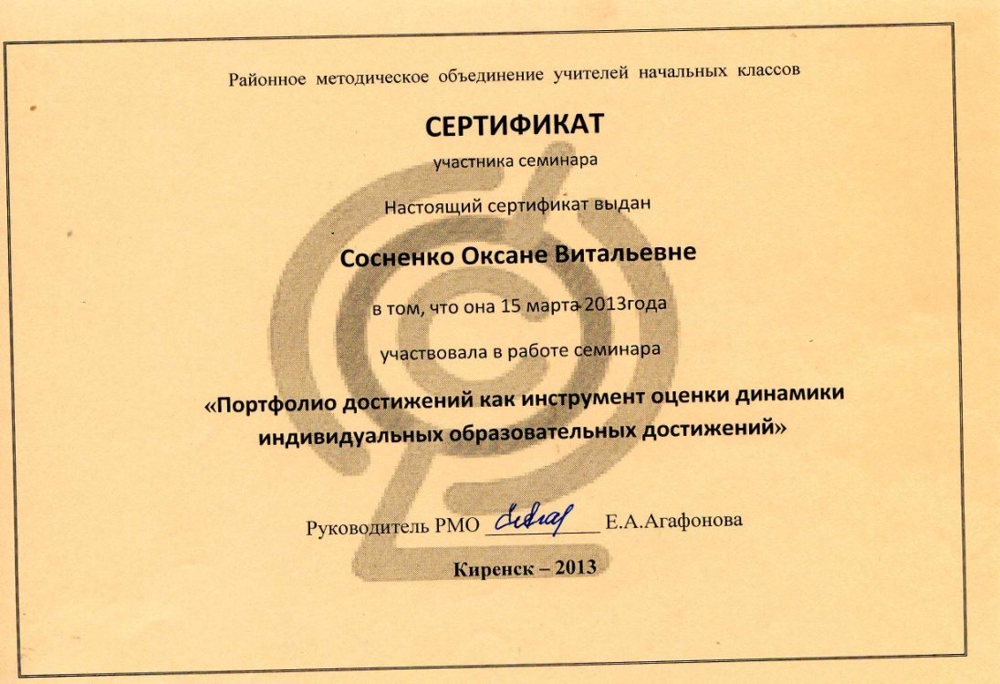 Районное методическое объединение учителей начальных классов
СЕРТИФИКАТ
участника семинара
Настоящий сертификат выдан
Сосненко Оксане Витальевне
в том, что она 15 марта 2013года
участвовала в работе семинара
«Портфолио достижений как инструмент оценки динамики
индивидуальных образовательных достижений»
Руководитель РМО ____________ Е.А.Агафонова
Киренск – 2013